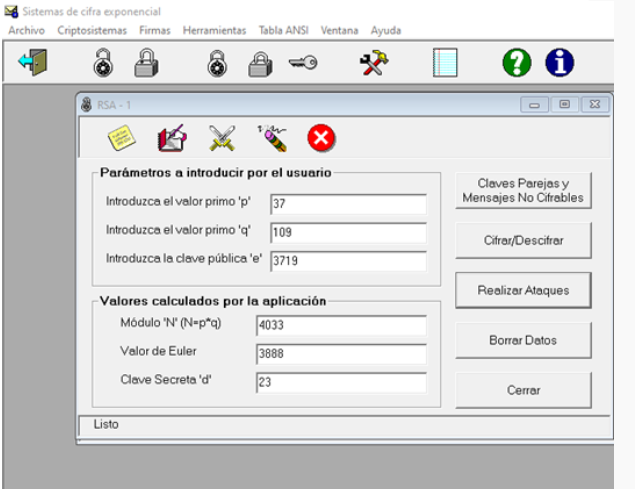 Sistemas de cifra exponencial
Archivo Criptosistemas Firmas Herramientas Tabla ANSI Ventana Ayuda
RSA - 1
Parámetros a introducir por el usuario
Introduzca el valor primo 'p' 37
Introduzca el valor primo 'q' 109
Introduzca la clave pública 'e' 3719
Valores calculados por la aplicación
Módulo 'N' (N=p*q) 4033
Valor de Euler 3888
Clave Secreta 'd' 23
Claves Parejas y
Mensajes No Cifrables
Cifrar/Descifrar
Realizar Ataques
Borrar Datos
Cerrar
Listo